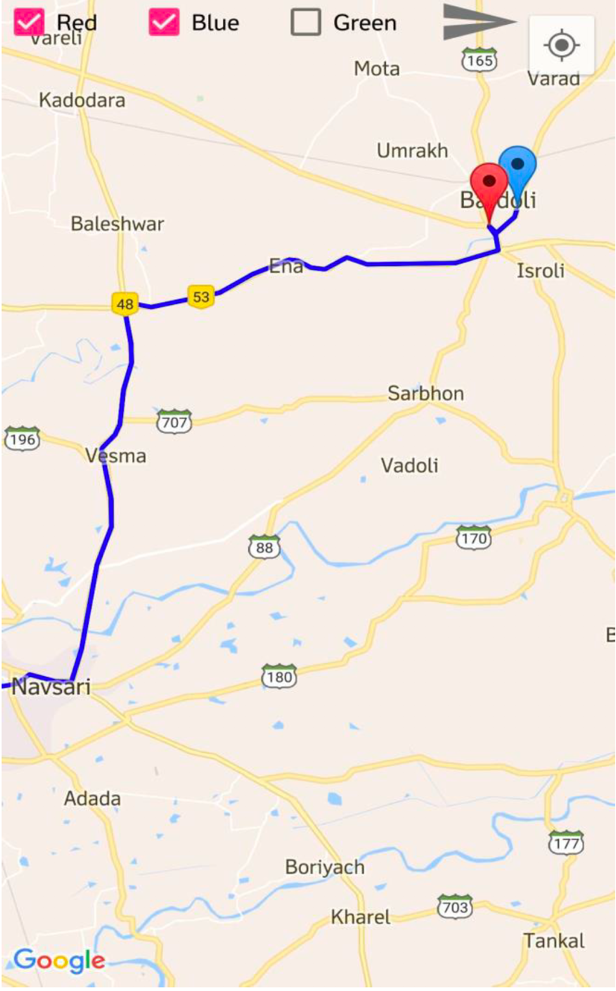 Red
Blue
Green
Vareli
165
Mota
Varad
Kadodara
Umrakh
Bardoli
Baleshwar
Ena
Isroli
53
48
Sarbhon
707
196
Vesma
Vadoli
170
88
180
Navsari
Adada
177
Boriyach
703
Kharel
Tankal
Google